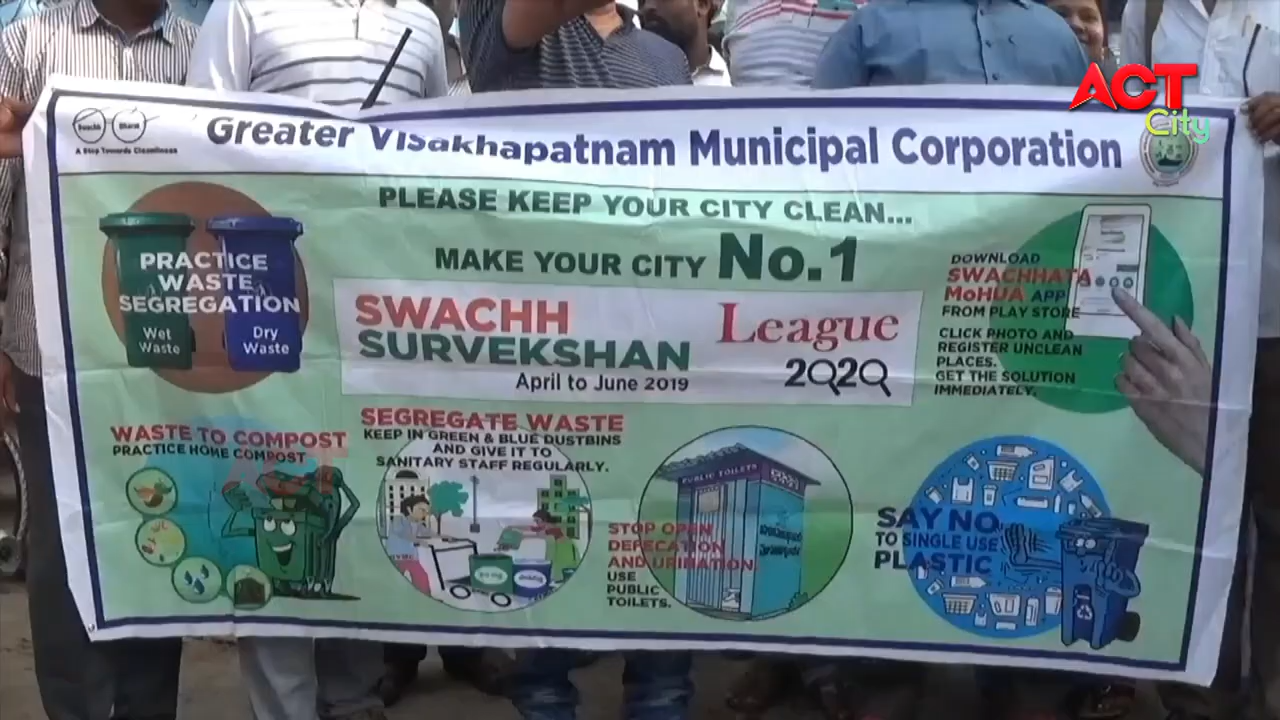 ACT
City
Swachh Bharat
A Step Towards Cleanliness
Greater Visakhapatnam Municipal Corporation
PLEASE KEEP YOUR CITY CLEAN...
MAKE YOUR CITY No.1
PRACTICE
WASTE
SEGREGATION
Wet
Waste
Dry
Waste
SWACHH
SURVEKSHAN
April to June 2019
League
2020
DOWNLOAD
SWACHHATA
MoHUA APP
FROM PLAY STORE
CLICK PHOTO AND
REGISTER UNCLEAN
PLACES.
GET THE SOLUTION
IMMEDIATELY.
WASTE TO COMPOST
PRACTICE HOME COMPOST
ACT
SEGREGATE WASTE
KEEP IN GREEN & BLUE DUSTBINS
AND GIVE IT TO
SANITARY STAFF REGULARLY.
PUBLIC TOILETS
STOP OPEN
DEFECATION
AND URINATION.
USE
PUBLIC
TOILETS.
SAY NO
TO SINGLE USE
PLASTIC